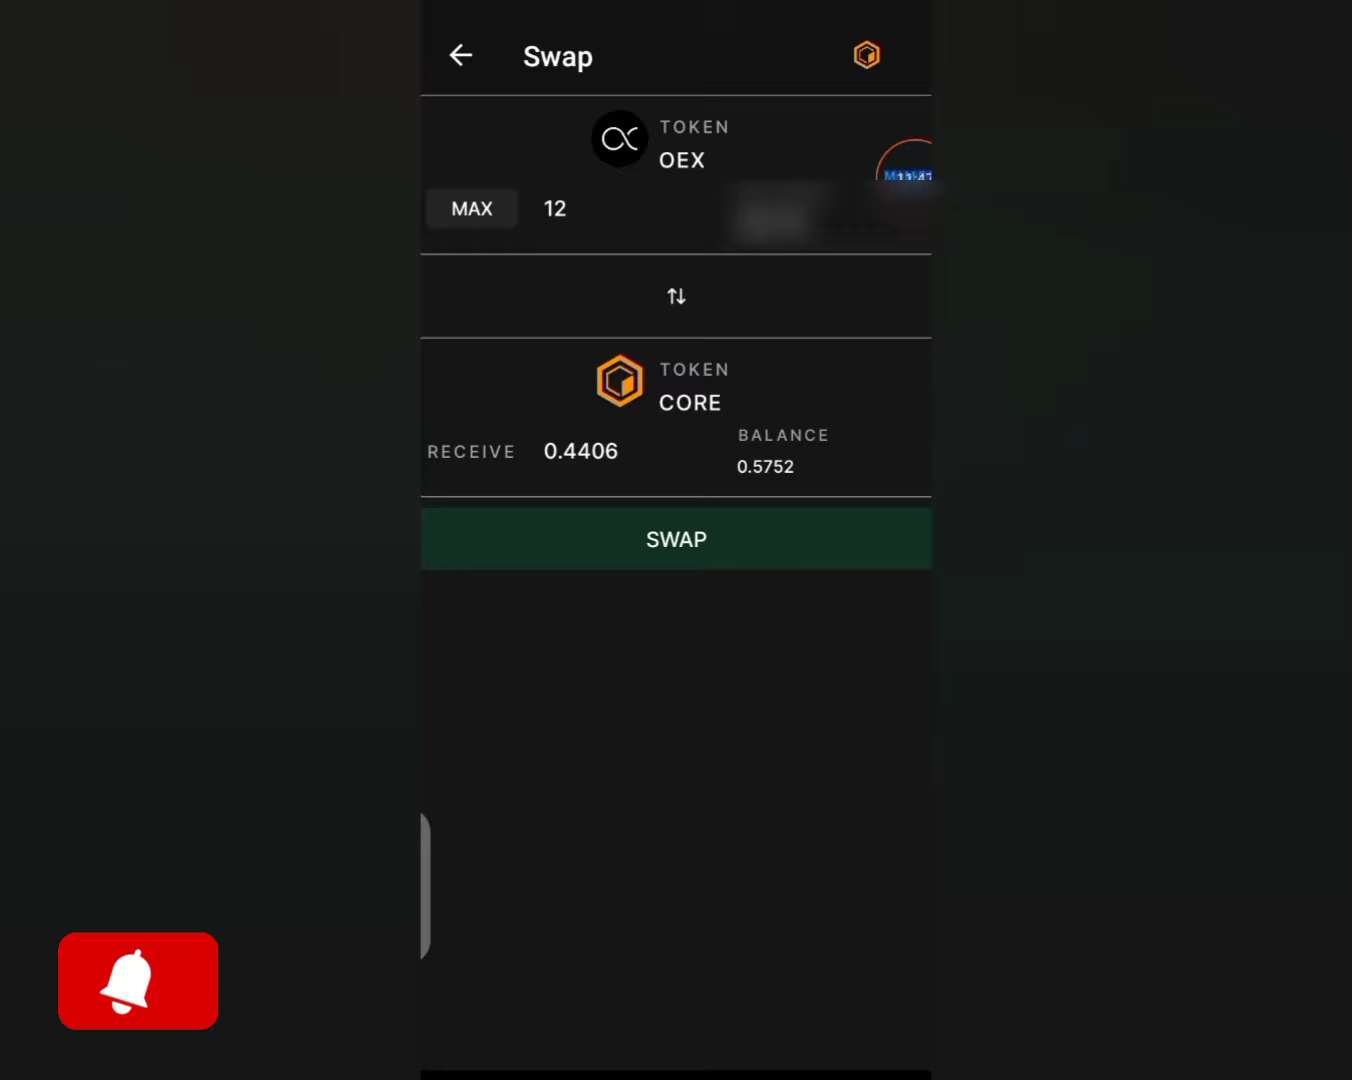 Swap
TOKEN
OEX
MAX 12
TOKEN
CORE
RECEIVE 0.4406
BALANCE
0.5752
SWAP